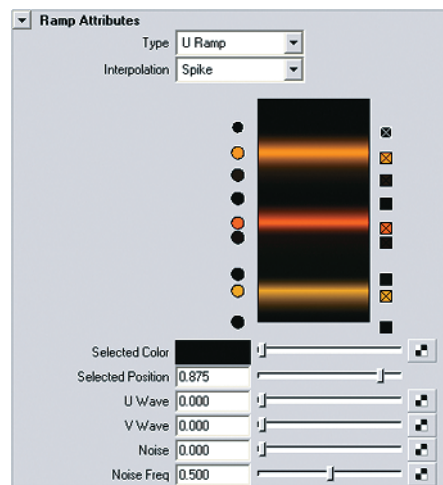 Ramp Attributes
Type U Ramp
Interpolation Spike
Selected Color
Selected Position 0.875
U Wave 0.000
V Wave 0.000
Noise 0.000
Noise Freq 0.500